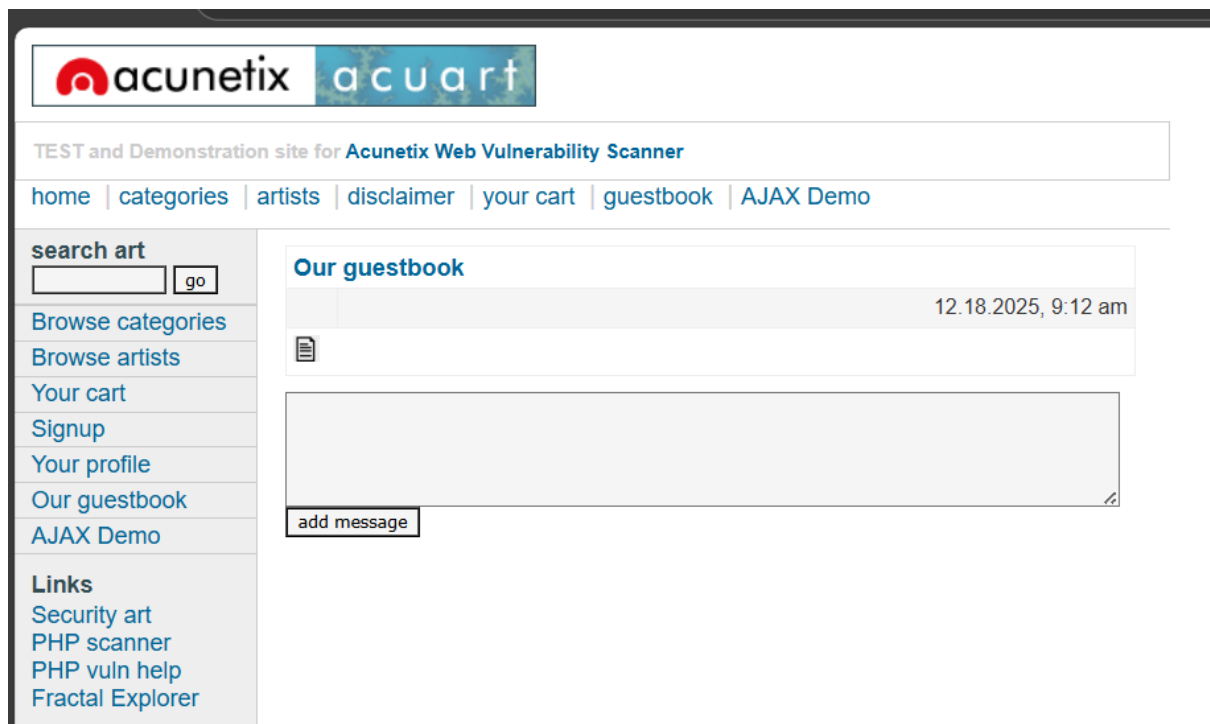 acunetix acuart
TEST and Demonstration site for Acunetix Web Vulnerability Scanner
home | categories | artists | disclaimer | your cart | guestbook | AJAX Demo
search art
go
Browse categories
Browse artists
Your cart
Signup
Your profile
Our guestbook
AJAX Demo
Links
Security art
PHP scanner
PHP vuln help
Fractal Explorer
Our guestbook
12.18.2025, 9:12 am
add message